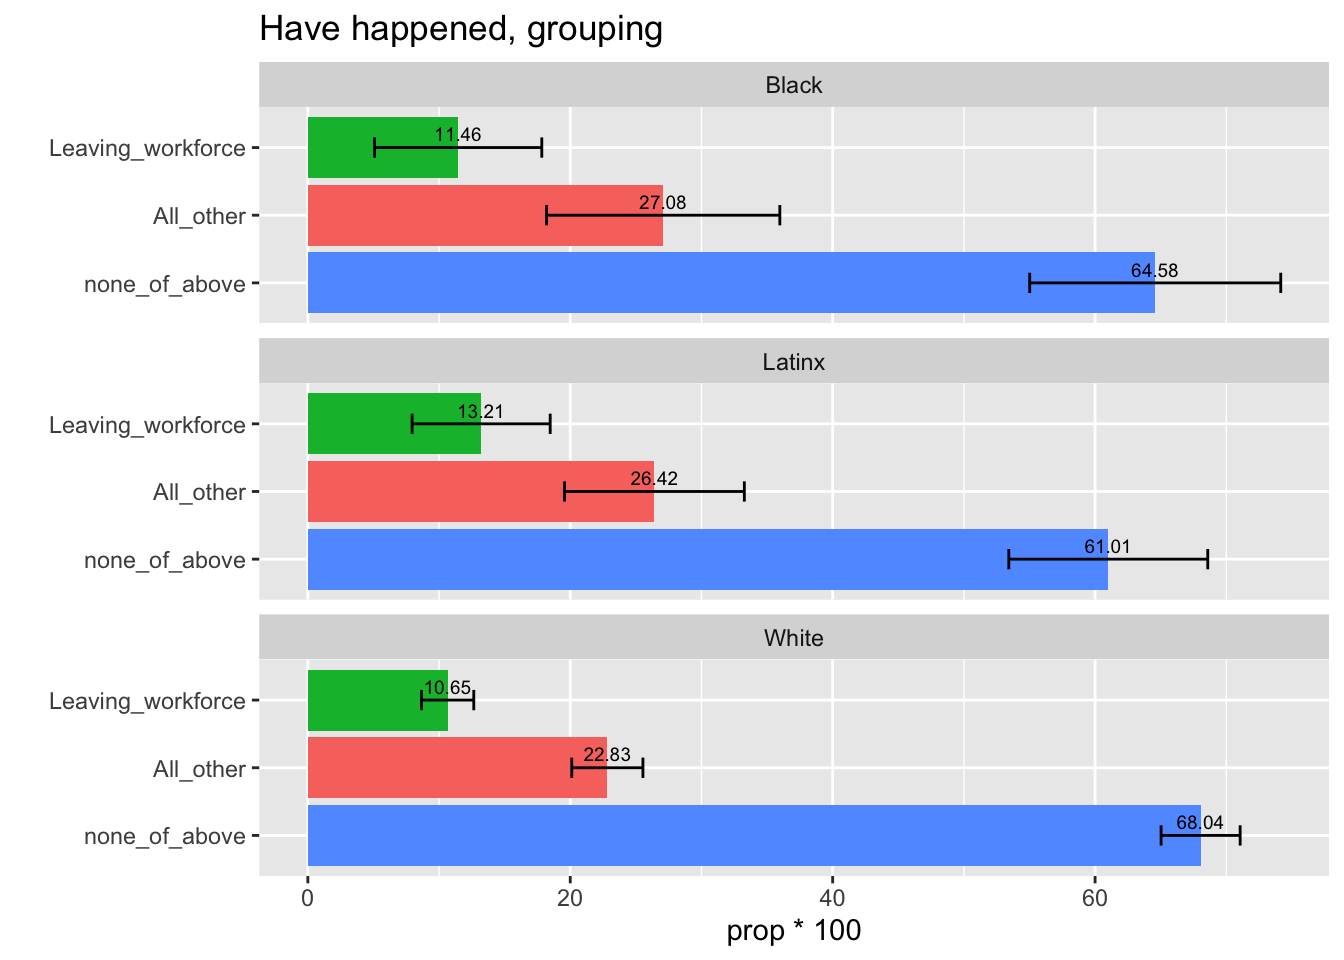 Have happened, grouping
Black
Leaving_workforce
11.46
All_other
27.08
none_of_above
64.58
Latinx
Leaving_workforce
13.21
All_other
26.42
none_of_above
61.01
White
Leaving_workforce
10.65
All_other
22.83
none_of_above
68.04
0 20 40 60
prop * 100